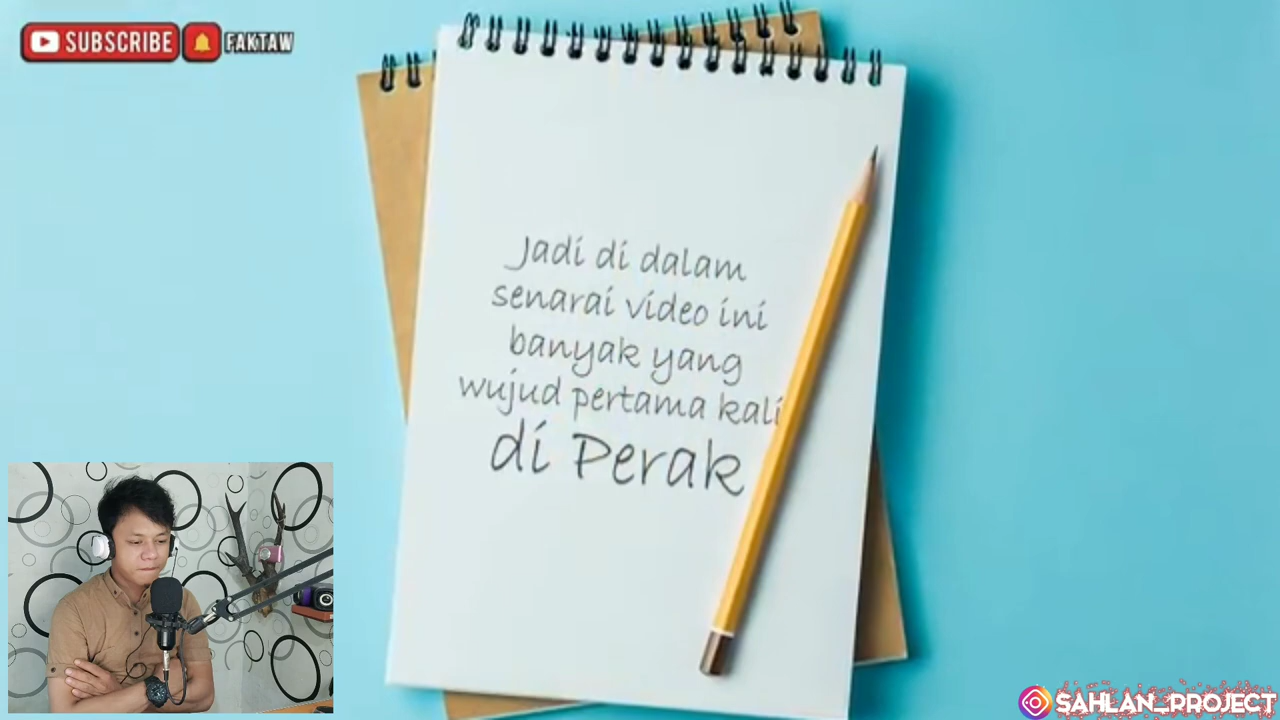 SUBSCRIBE FAKTAW
Jadi di dalam
senarai video ini
banyak yang
wujud pertama kali
di Perak
SAHLAN_PROJECT